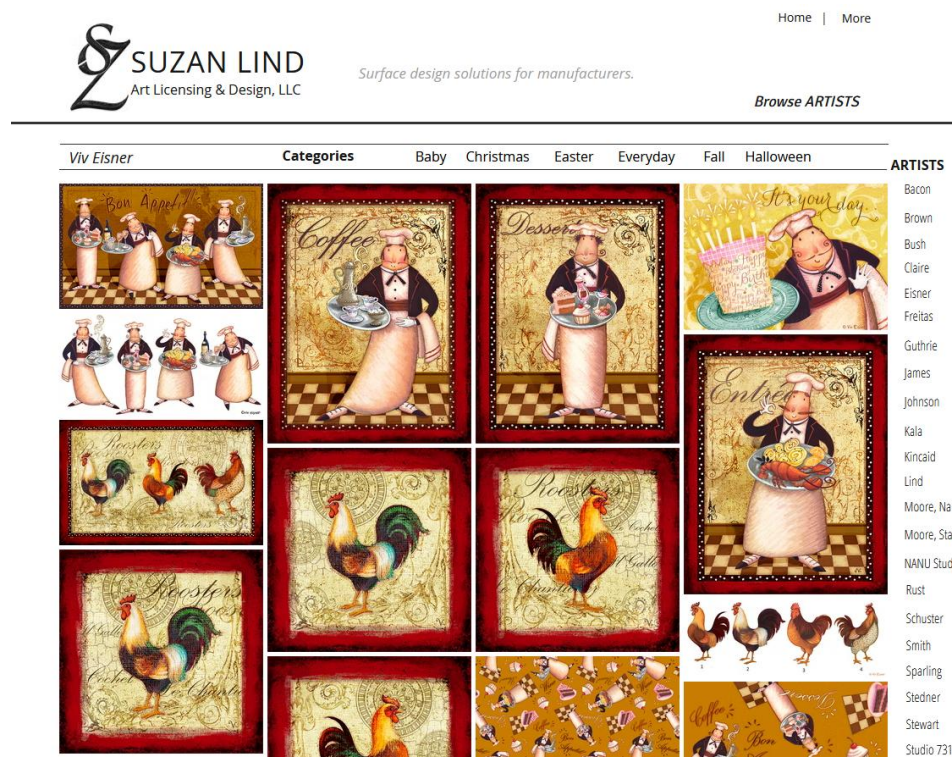 Home | More
SUZAN LIND
Art Licensing & Design, LLC
Surface design solutions for manufacturers.
Browse ARTISTS
Viv Eisner
Categories Baby Christmas Easter Everyday Fall Halloween
ARTISTS
Bacon
Brown
Bush
Claire
Eisner
Freitas
Guthrie
James
Johnson
Kala
Kincaid
Lind
Moore, Na
Moore, Sta
NANU Stud
Rust
Schuster
Smith
Sparling
Stedner
Stewart
Studio 731
Bon Appetit!
Coffee
Dessert
It's your day
Entrée
Roosters
Roosters
Roosters
Coffee
Bon